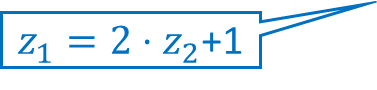 z₁ = 2 · z₂+1